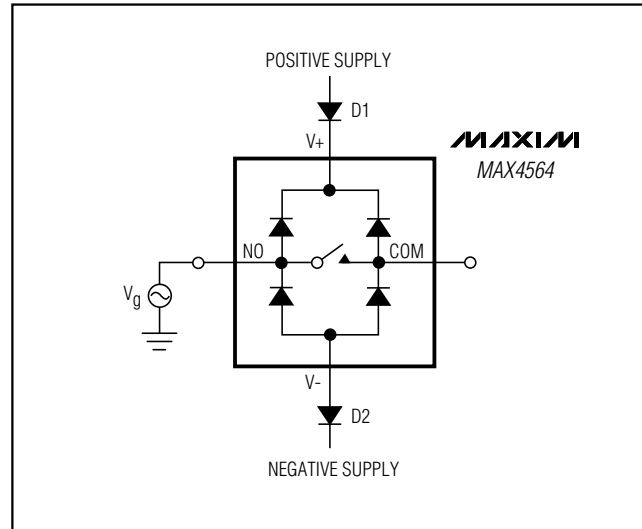 POSITIVE SUPPLY
D1
V+
MAXIM
MAX4564
NO
COM
Vg
V-
D2
NEGATIVE SUPPLY